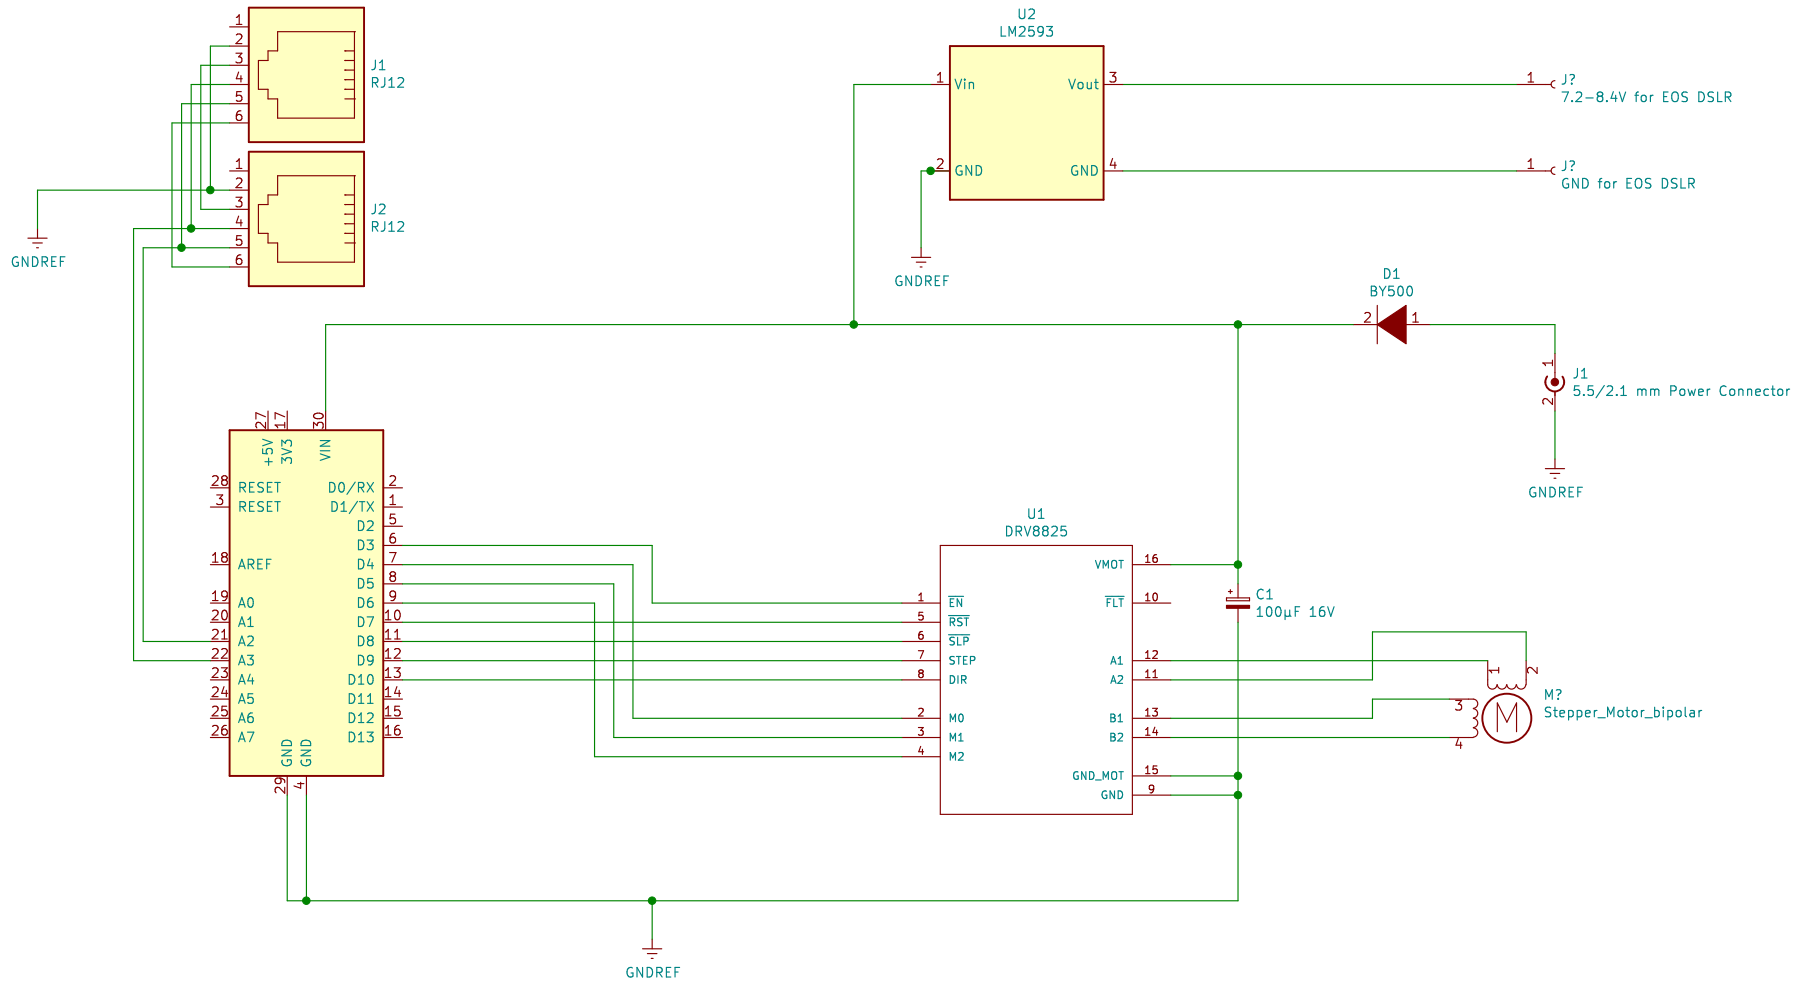 1
2
3
4
5
6
J1
RJ12
1
2
3
4
5
6
J2
RJ12
GNDREF
U2
LM2593
1
Vin
Vout
3
2
GND
GND
4
GNDREF
1
J?
7.2-8.4V for EOS DSLR
1
J?
GND for EOS DSLR
D1
BY500
2
1
1
2
J1
5.5/2.1 mm Power Connector
GNDREF
27
17
30
+5V
3V3
VIN
28
RESET
D0/RX
2
3
RESET
D1/TX
1
D2
5
D3
6
18
AREF
D4
7
D5
8
19
A0
D6
9
20
A1
D7
10
21
A2
D8
11
22
A3
D9
12
23
A4
D10
13
24
A5
D11
14
25
A6
D12
15
26
A7
D13
16
GND
GND
29
4
U1
DRV8825
VMOT
16
1
EN
FLT
10
5
RST
6
SLP
7
STEP
A1
12
8
DIR
A2
11
2
M0
B1
13
3
M1
B2
14
4
M2
GND_MOT
15
GND
9
+
C1
100µF 16V
1
2
3
4
M
M?
Stepper_Motor_bipolar
GNDREF